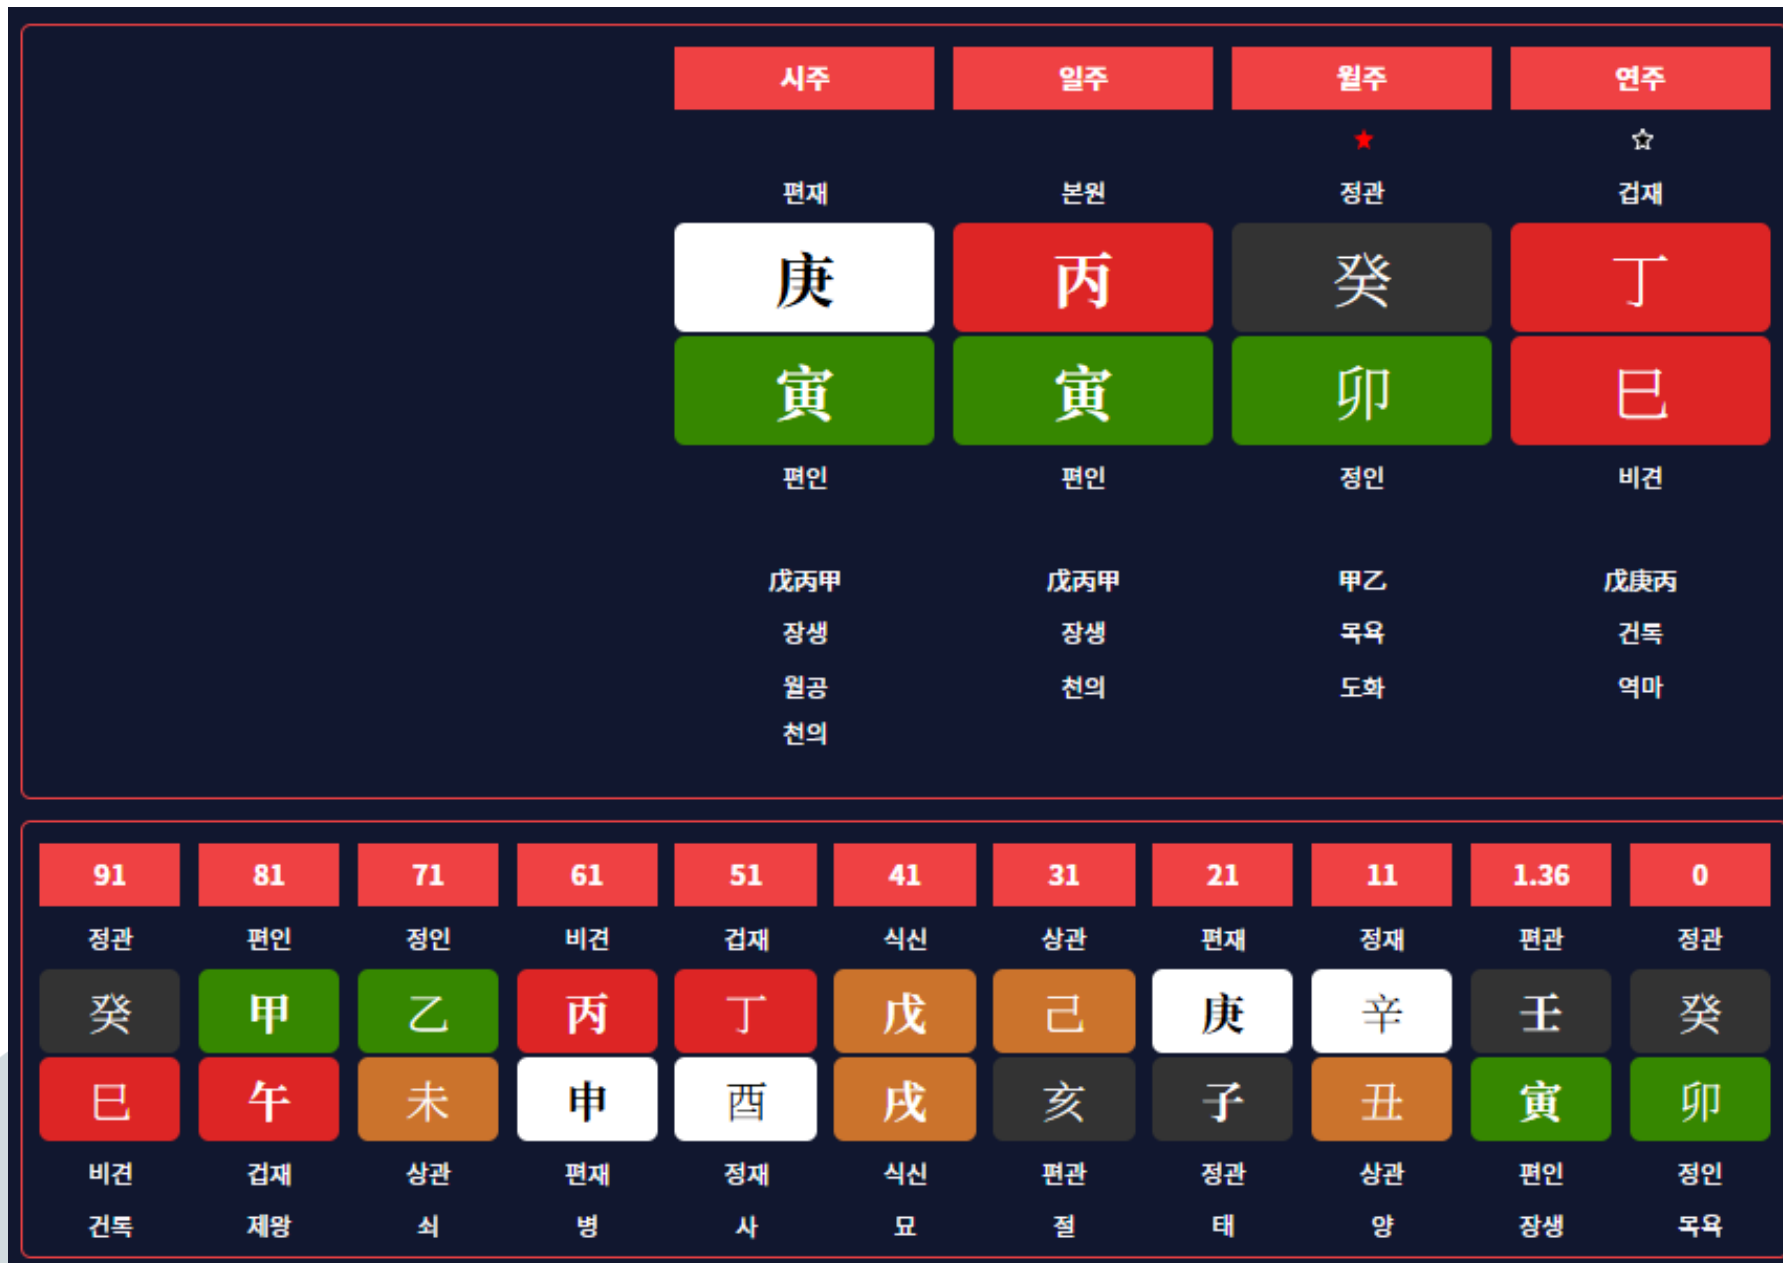 시주 일주 월주 연주
★ ☆
편재 본원 정관 겁재
庚 丙 癸 丁
寅 寅 卯 巳
편인 편인 정인 비견
戊丙甲 戊丙甲 甲乙 戊庚丙
장생 장생 목욕 건독
월공 천의 도화 역마
천의
91 81 71 61 51 41 31 21 11 1.36 0
정관 편인 정인 비견 겁재 식신 상관 편재 정재 편관 정관
癸 甲 乙 丙 丁 戊 己 庚 辛 壬 癸
巳 午 未 申 酉 戌 亥 子 丑 寅 卯
비견 겁재 상관 편재 정재 식신 편관 정관 상관 편인 정인
건독 제왕 쇠 병 사 묘 절 태 양 장생 목욕